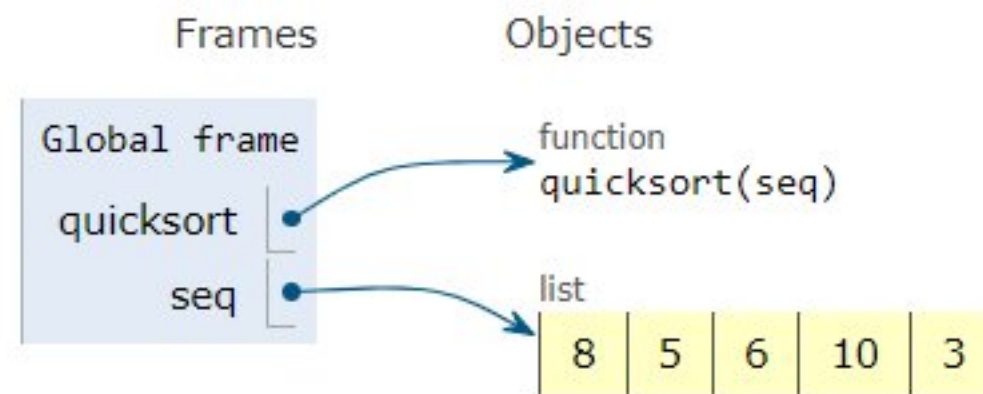 Frames Objects
Global frame
function
quicksort(seq)
quicksort
list
seq
8 5 6 10 3